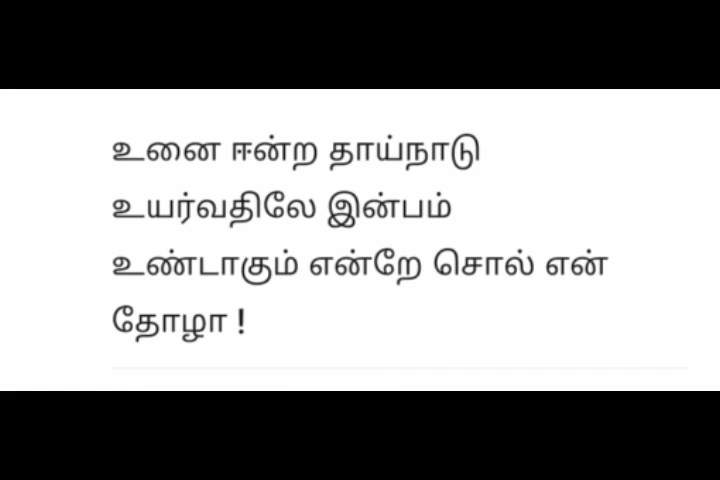 உனை ஈன்ற தாய்நாடு
உயர்வதிலே இன்பம்
உண்டாகும் என்றே சொல் என்
தோழா !